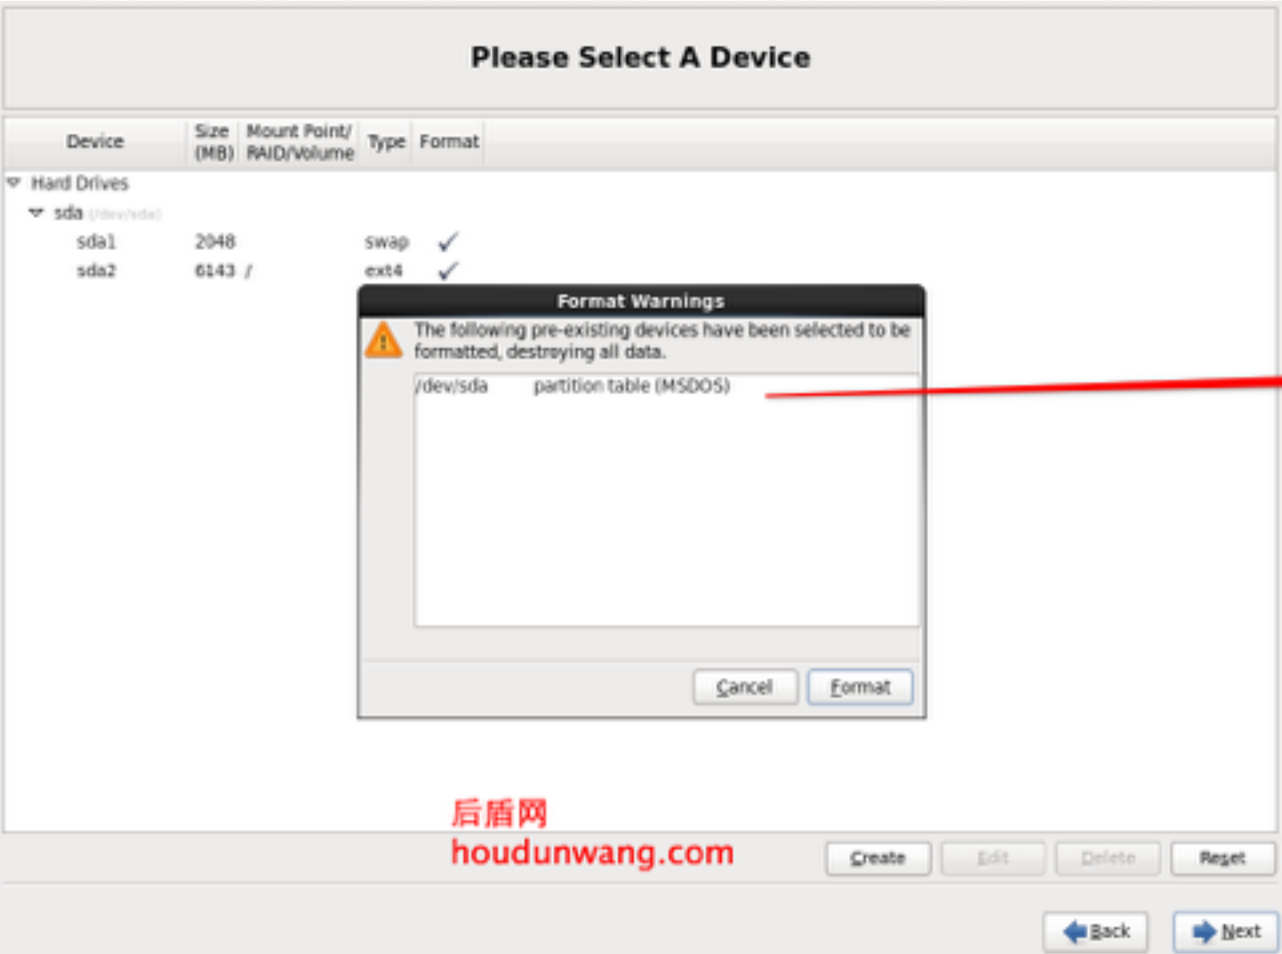 Please Select A Device
Device
Size (MB)
Mount Point/ RAID/Volume
Type
Format
Hard Drives
sda (/dev/sda)
sda1 2048 swap
sda2 6143 / ext4
Format Warnings
The following pre-existing devices have been selected to be
formatted, destroying all data.
/dev/sda partition table (MSDOS)
Cancel Format
后盾网
houdunwang.com
Create Edit Delete Reset
Back Next